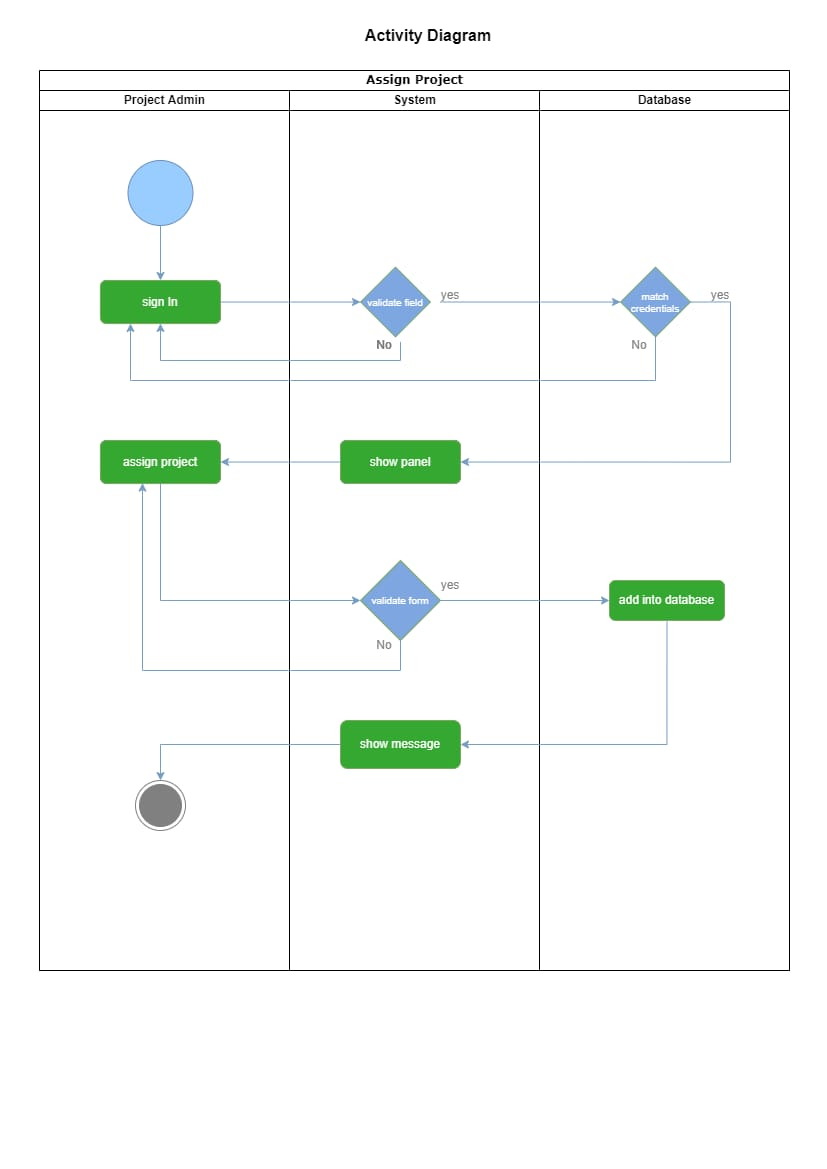 Activity Diagram
Assign Project
Project Admin
System
Database
sign In
validate field
yes
match
credentials
yes
No
No
assign project
show panel
validate form
yes
add into database
No
show message